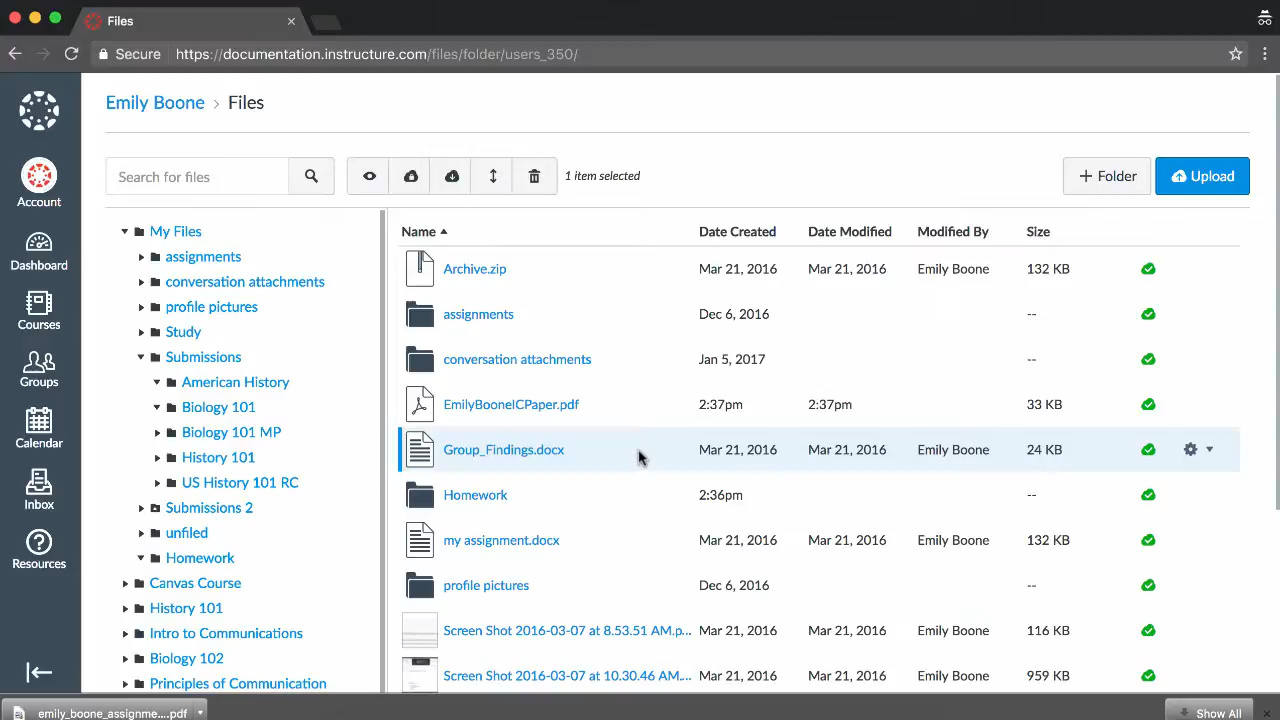 Files
Secure https://documentation.instructure.com/files/folder/users_350/
Emily Boone > Files
Search for files
1 item selected
+ Folder
Upload
Account
Dashboard
Courses
Groups
Calendar
Inbox
Resources
My Files
assignments
conversation attachments
profile pictures
Study
Submissions
American History
Biology 101
Biology 101 MP
History 101
US History 101 RC
Submissions 2
unfiled
Homework
Canvas Course
History 101
Intro to Communications
Biology 102
Principles of Communication
Name Date Created Date Modified Modified By Size
Archive.zip Mar 21, 2016 Mar 21, 2016 Emily Boone 132 KB
assignments Dec 6, 2016 --
conversation attachments Jan 5, 2017 --
EmilyBooneICPaper.pdf 2:37pm 2:37pm 33 KB
Group_Findings.docx Mar 21, 2016 Mar 21, 2016 Emily Boone 24 KB
Homework 2:36pm --
my assignment.docx Mar 21, 2016 Mar 21, 2016 Emily Boone 132 KB
profile pictures Dec 6, 2016 --
Screen Shot 2016-03-07 at 8.53.51 AM.p... Mar 21, 2016 Mar 21, 2016 Emily Boone 116 KB
Screen Shot 2016-03-07 at 10.30.46 AM.... Mar 21, 2016 Mar 21, 2016 Emily Boone 959 KB
emily_boone_assignme....pdf
Show All